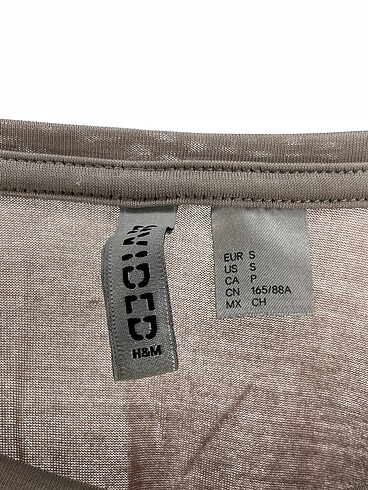 DIVIDED
H&M
EUR S
US S
CA P
CN 165/88A
MX CH